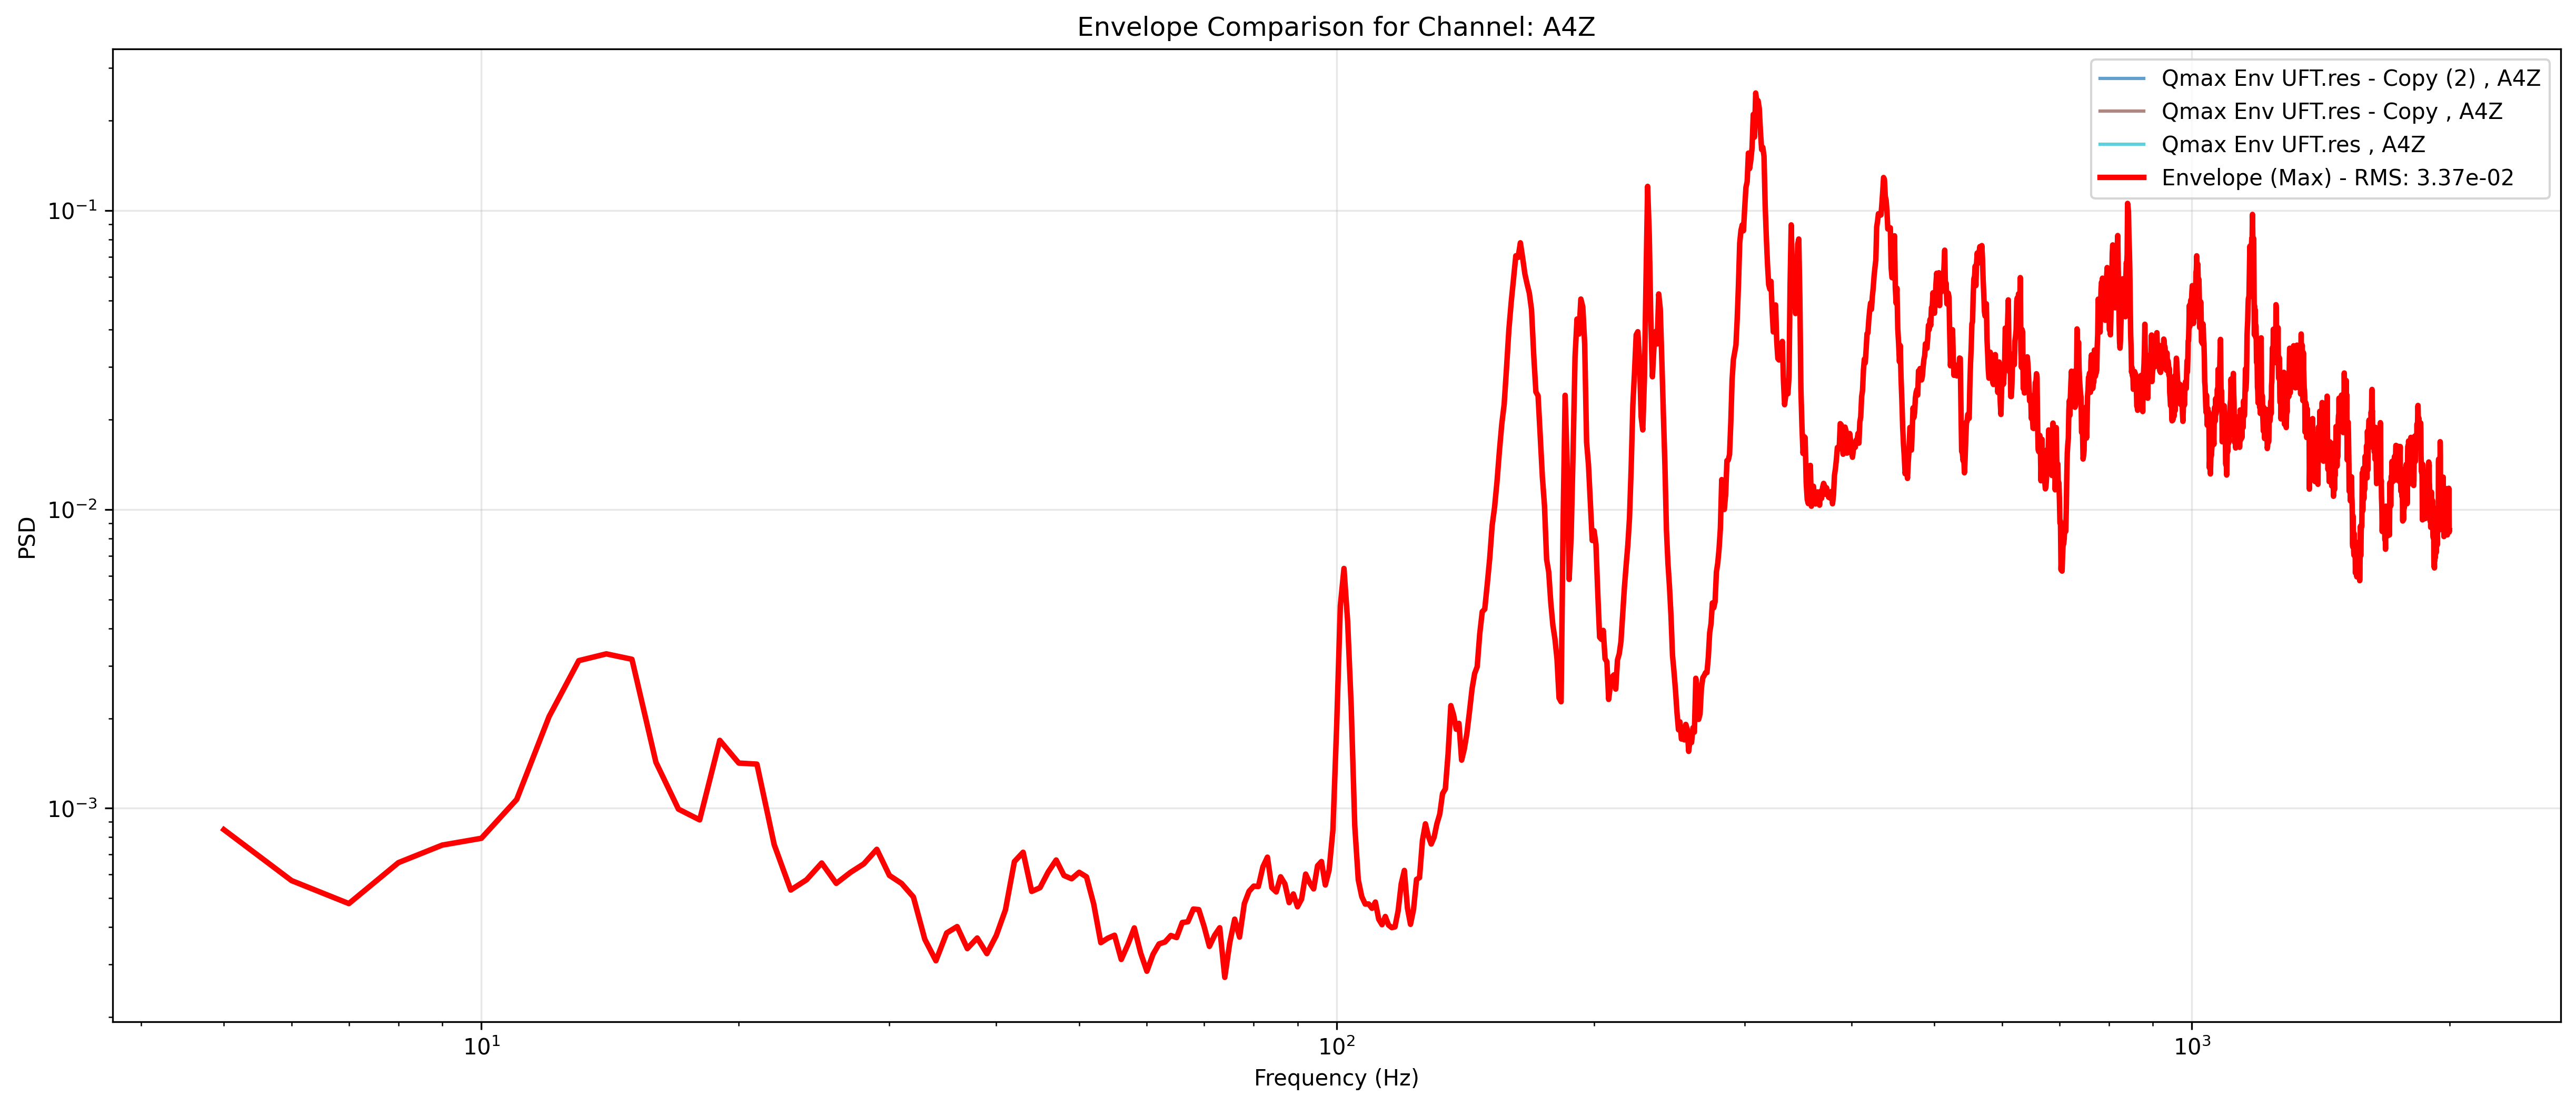 Envelope Comparison for Channel: A4Z
Qmax Env UFT.res - Copy (2) , A4Z
Qmax Env UFT.res - Copy , A4Z
Qmax Env UFT.res , A4Z
Envelope (Max) - RMS: 3.37e-02
PSD
10⁻¹
10⁻²
10⁻³
10¹
10²
10³
Frequency (Hz)